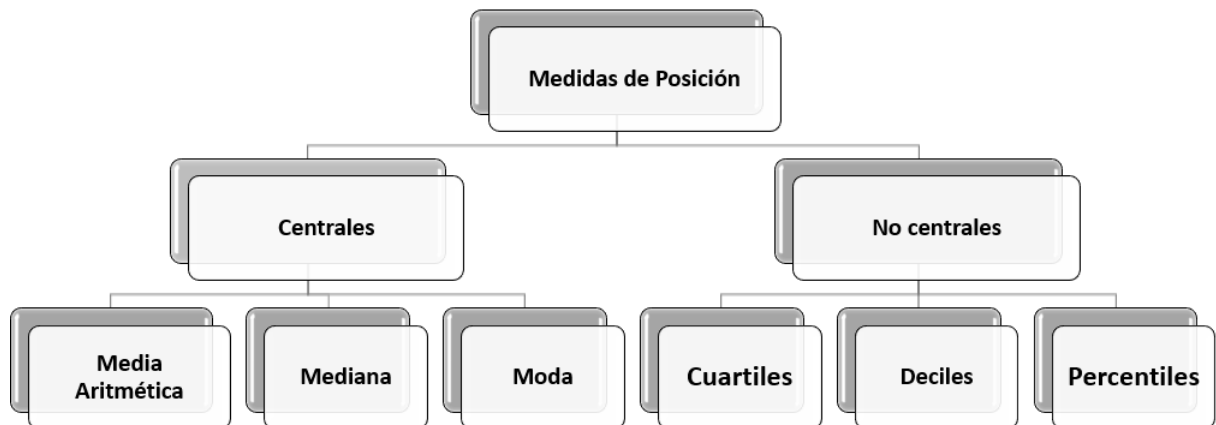 Medidas de Posición
Centrales
No centrales
Media
Aritmética
Mediana
Moda
Cuartiles
Deciles
Percentiles